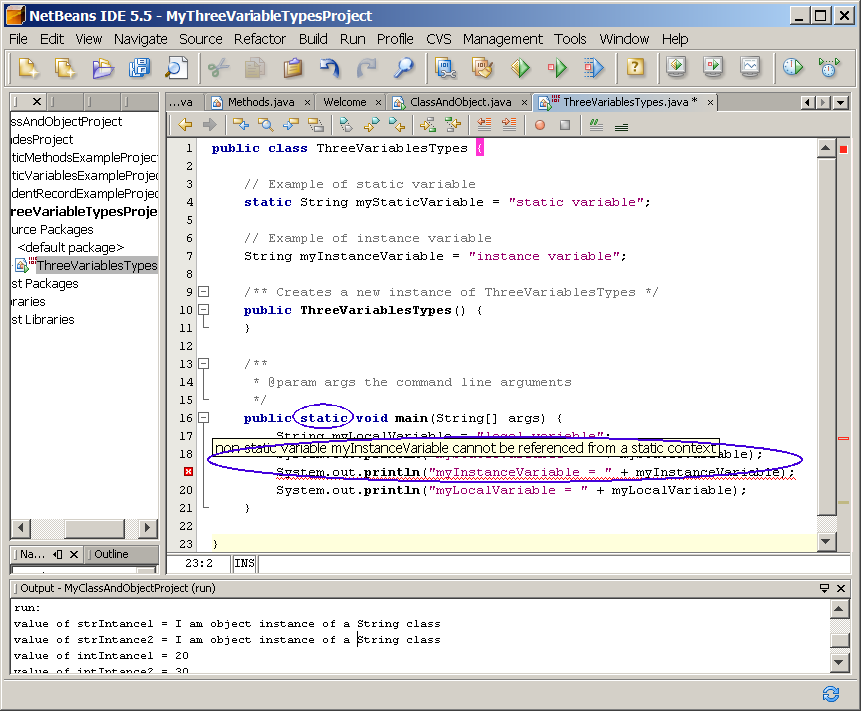 NetBeans IDE 5.5 - MyThreeVariableTypesProject
File Edit View Navigate Source Refactor Build Run Profile CVS Management Tools Window Help
...va Methods.java × Welcome × ClassAndObject.java × ThreeVariablesTypes.java * ×
ssAndObjectProject
desProject
ticMethodsExampleProject
ticVariablesExampleProject
dentRecordExampleProject
reeVariableTypesProje
urce Packages
<default package>
ThreeVariablesTypes
st Packages
raries
st Libraries
1 public class ThreeVariablesTypes {
2
3 // Example of static variable
4 static String myStaticVariable = "static variable";
5
6 // Example of instance variable
7 String myInstanceVariable = "instance variable";
8
9 /** Creates a new instance of ThreeVariablesTypes */
10 public ThreeVariablesTypes() {
11 }
12
13 /**
14 * @param args the command line arguments
15 */
16 public static void main(String[] args) {
17 String myLocalVariable = "local variable";
non-static variable myInstanceVariable cannot be referenced from a static context
18
19 System.out.println("myInstanceVariable = " + myInstanceVariable);
20 System.out.println("myLocalVariable = " + myLocalVariable);
21 }
22
23 }
Na... Outline
23:2 INS
Output - MyClassAndObjectProject (run)
run:
value of strIntance1 = I am object instance of a String class
value of strIntance2 = I am object instance of a String class
value of intIntance1 = 20
value of intIntance2 = 30